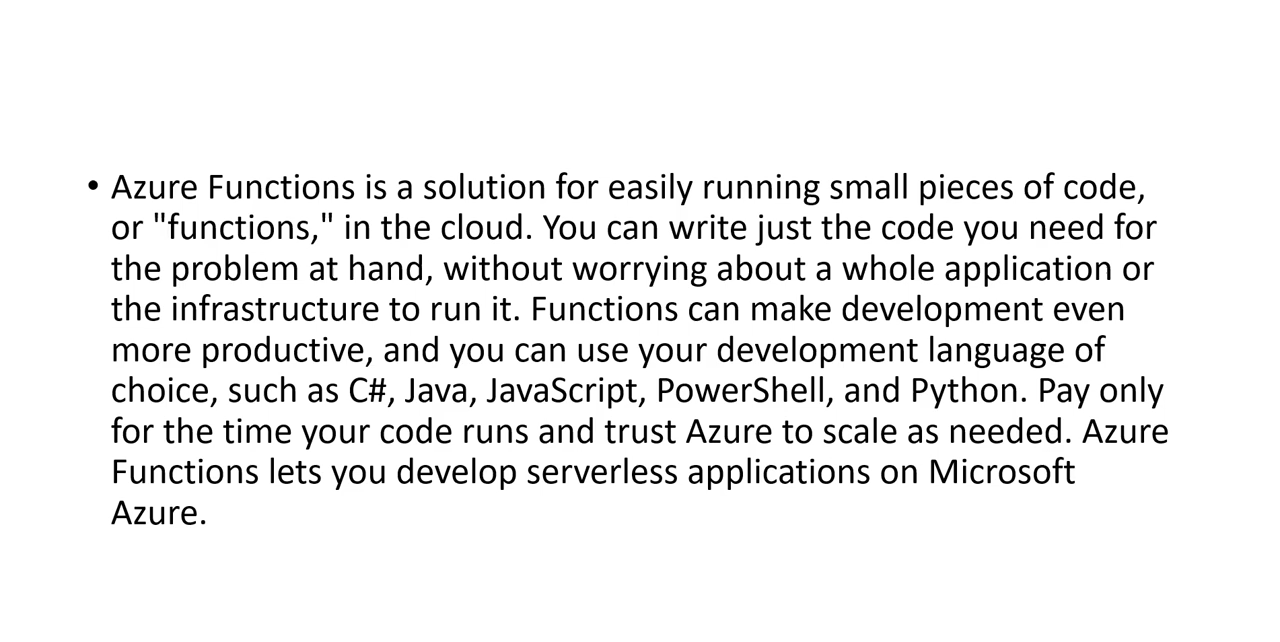 • Azure Functions is a solution for easily running small pieces of code,
or "functions," in the cloud. You can write just the code you need for
the problem at hand, without worrying about a whole application or
the infrastructure to run it. Functions can make development even
more productive, and you can use your development language of
choice, such as C#, Java, JavaScript, PowerShell, and Python. Pay only
for the time your code runs and trust Azure to scale as needed. Azure
Functions lets you develop serverless applications on Microsoft
Azure.